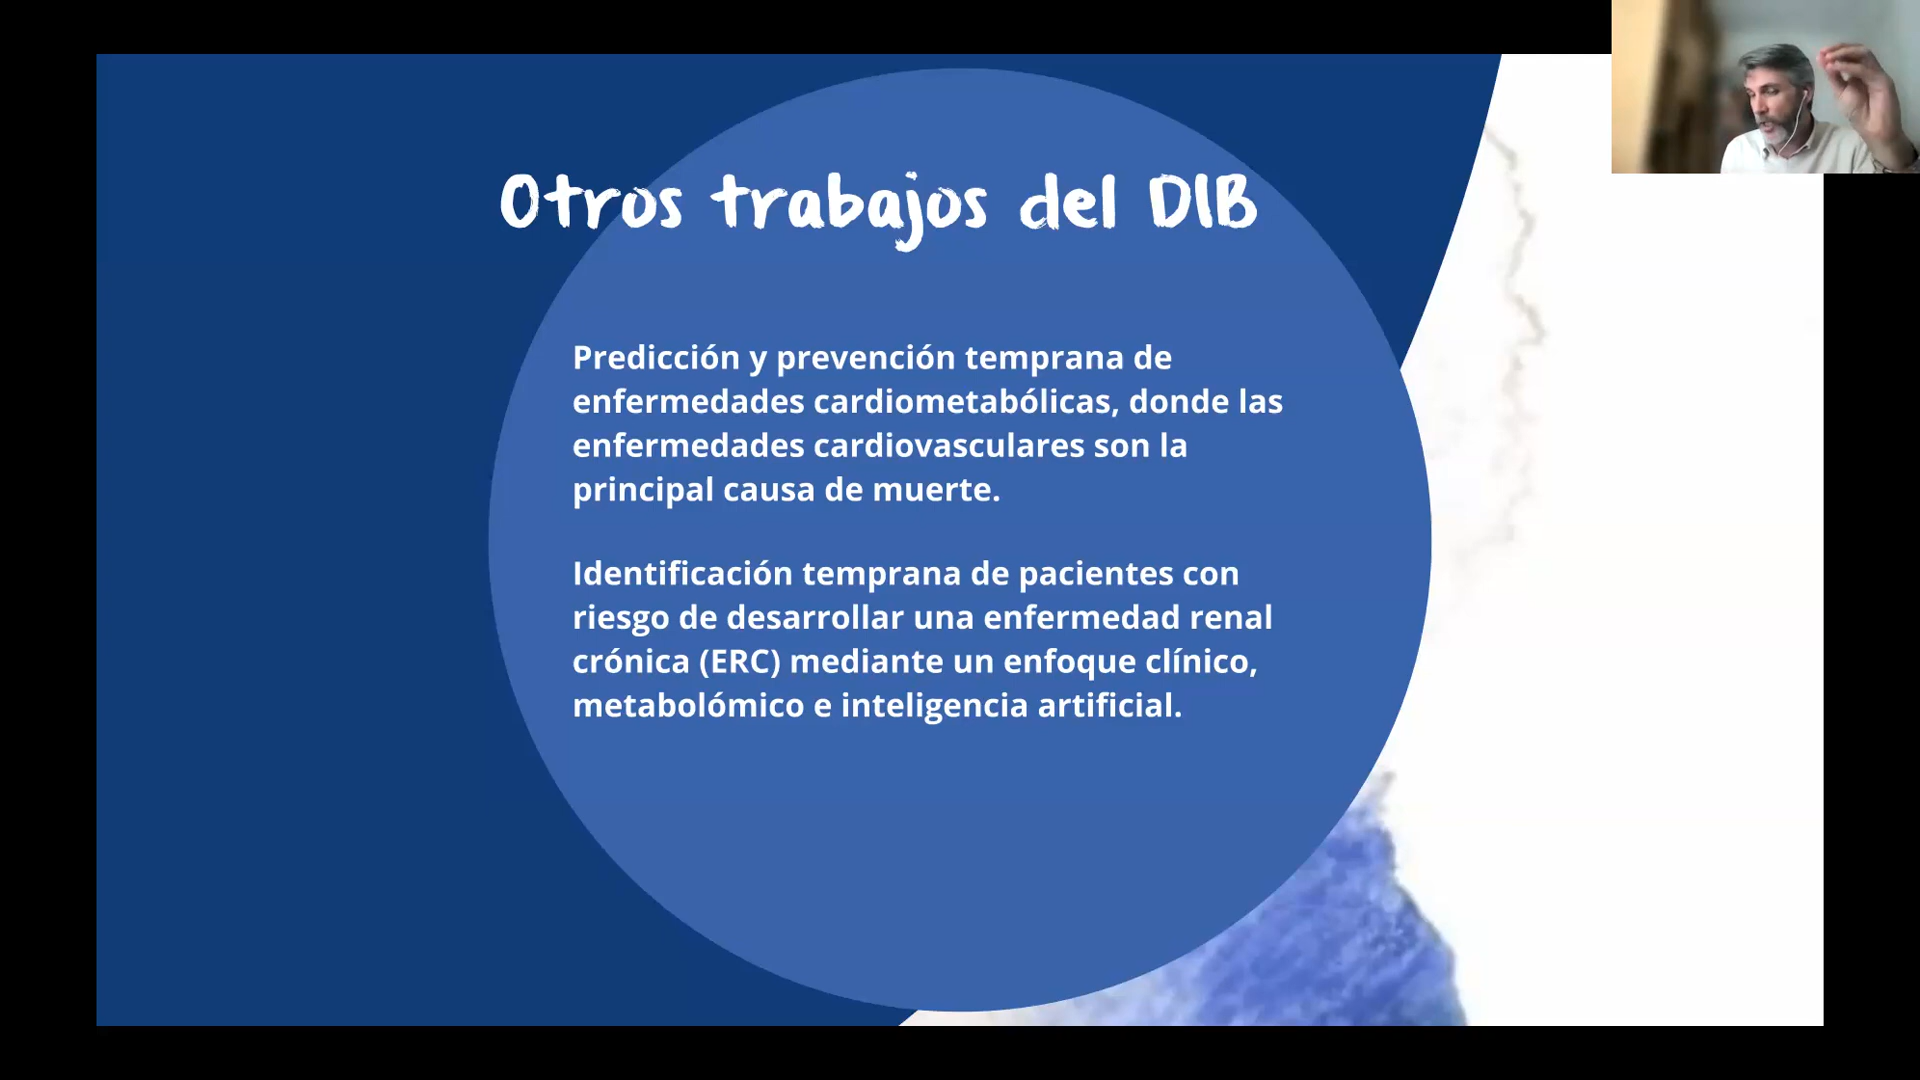 Otros trabajos del DIB
Predicción y prevención temprana de
enfermedades cardiometabólicas, donde las
enfermedades cardiovasculares son la
principal causa de muerte.
Identificación temprana de pacientes con
riesgo de desarrollar una enfermedad renal
crónica (ERC) mediante un enfoque clínico,
metabolómico e inteligencia artificial.